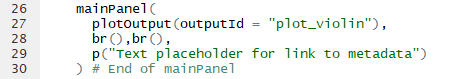 26 mainPanel(
27 plotOutput(outputId = "plot_violin"),
28 br(),br(),
29 p("Text placeholder for link to metadata")
30 ) # End of mainPanel